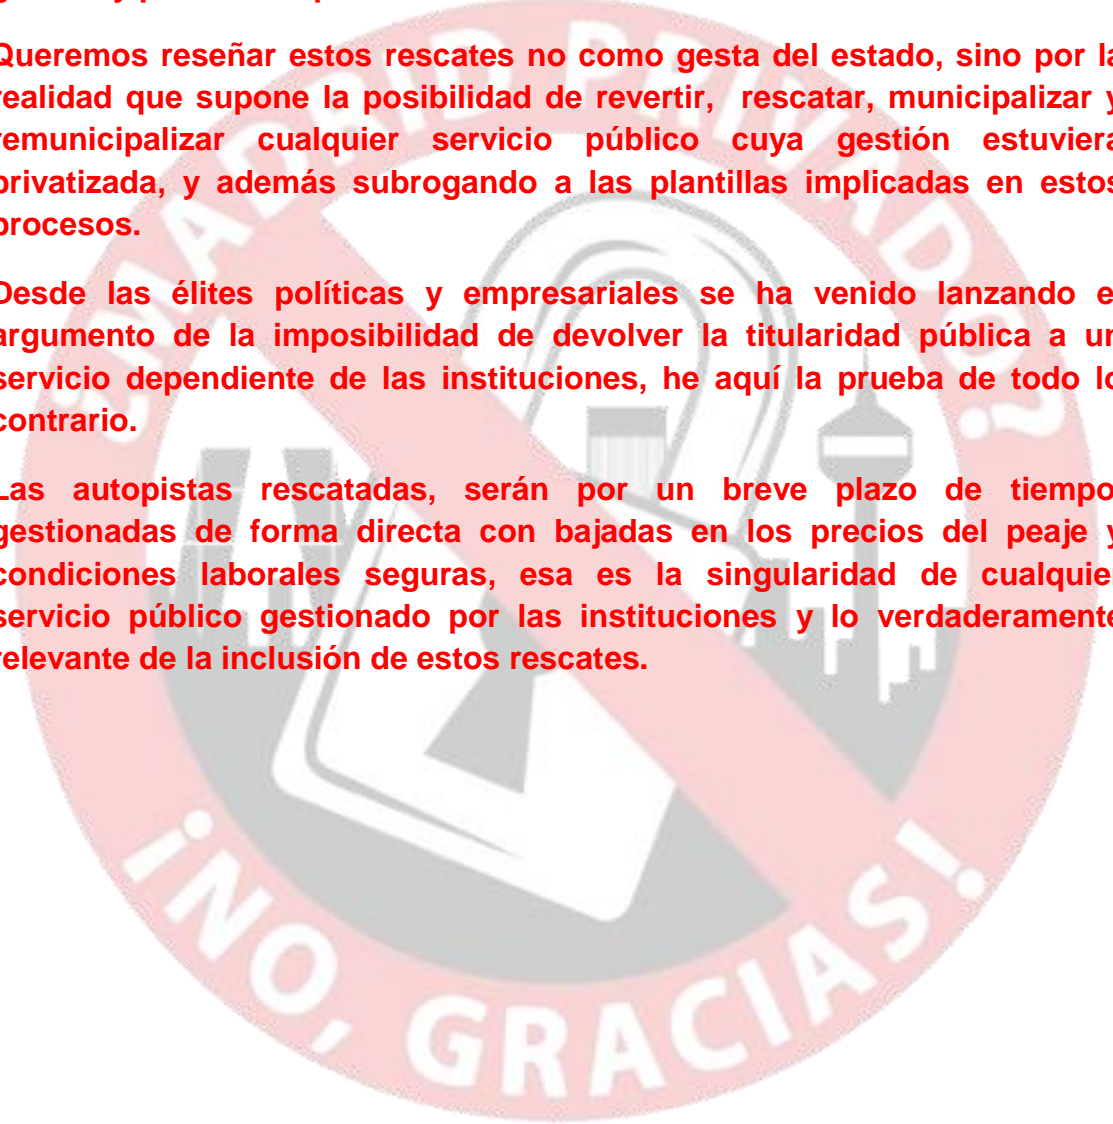 Queremos reseñar estos rescates no como gesta del estado, sino por la
realidad que supone la posibilidad de revertir, rescatar, municipalizar y
remunicipalizar cualquier servicio público cuya gestión estuviera
privatizada, y además subrogando a las plantillas implicadas en estos
procesos.
Desde las élites políticas y empresariales se ha venido lanzando el
argumento de la imposibilidad de devolver la titularidad pública a un
servicio dependiente de las instituciones, he aquí la prueba de todo lo
contrario.
Las autopistas rescatadas, serán por un breve plazo de tiempo
gestionadas de forma directa con bajadas en los precios del peaje y
condiciones laborales seguras, esa es la singularidad de cualquier
servicio público gestionado por las instituciones y lo verdaderamente
relevante de la inclusión de estos rescates.
¿MADRID PRIVADO?
¡NO, GRACIAS!